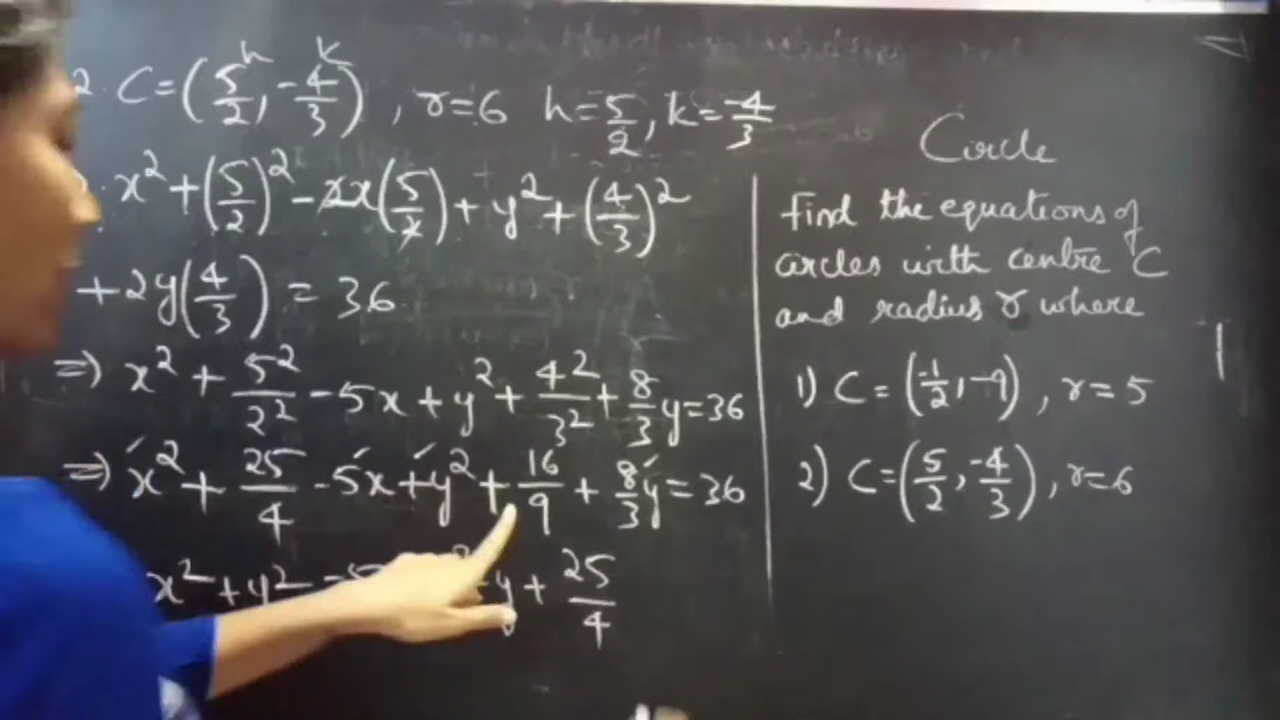 2. C = (5/2, -4/3), r=6 h=5/2, k=-4/3
h k
x² + (5/2)² - 2x(5/2) + y² + (4/3)²
+2y(4/3) = 36
⇒) x² + 5²/2² - 5x + y² + 4²/3² + 8/3 y = 36
⇒) x² + 25/4 - 5x + y² + 16/9 + 8/3 y = 36
x² + y² - 5 y + 25/4
Circle
Find the equations of
circles with centre C
and radius r where
1) C = (-1/2, -9), r = 5
2) C = (5/2, -4/3), r=6